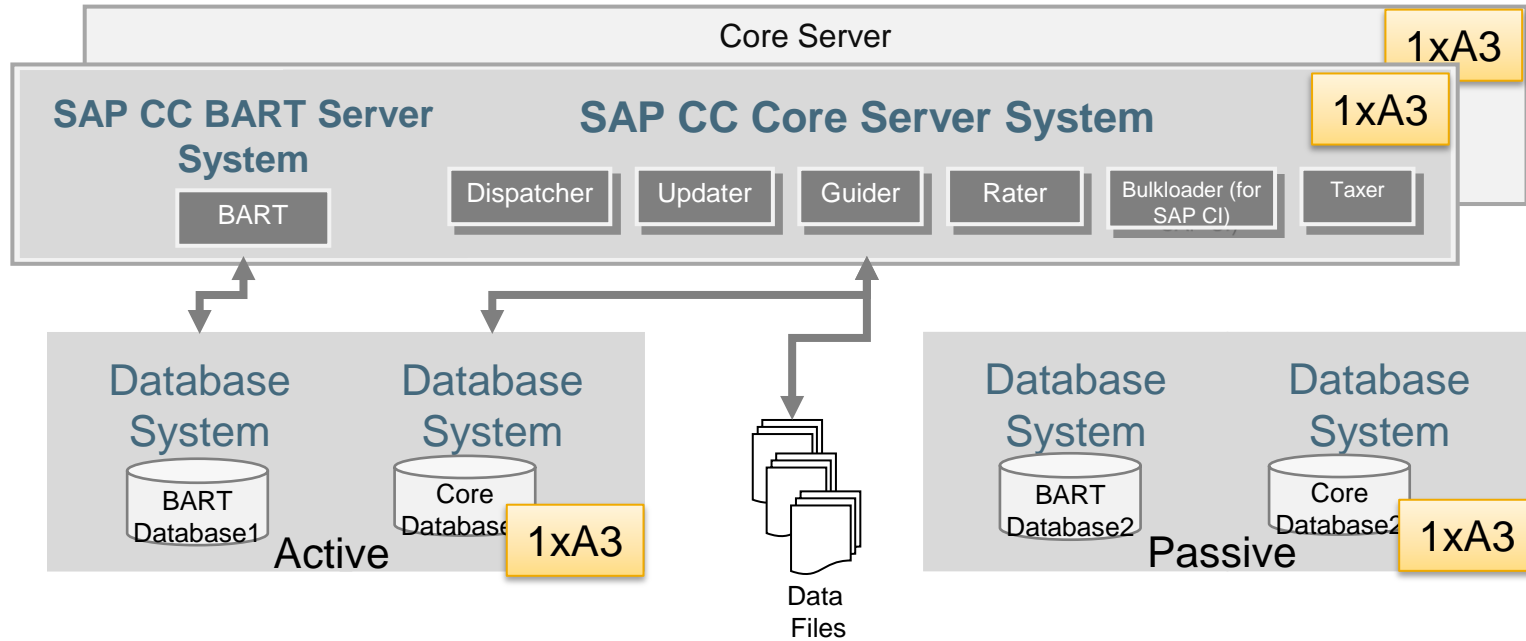 Core Server
1xA3
SAP CC BART Server
System
SAP CC Core Server System
1xA3
BART
Dispatcher
Updater
Guider
Rater
Bulkloader (for
SAP CI)
Taxer
Database
System
Database
System
BART
Database1
Core
Database
Active
1xA3
Data
Files
Database
System
Database
System
BART
Database2
Core
Database2
Passive
1xA3